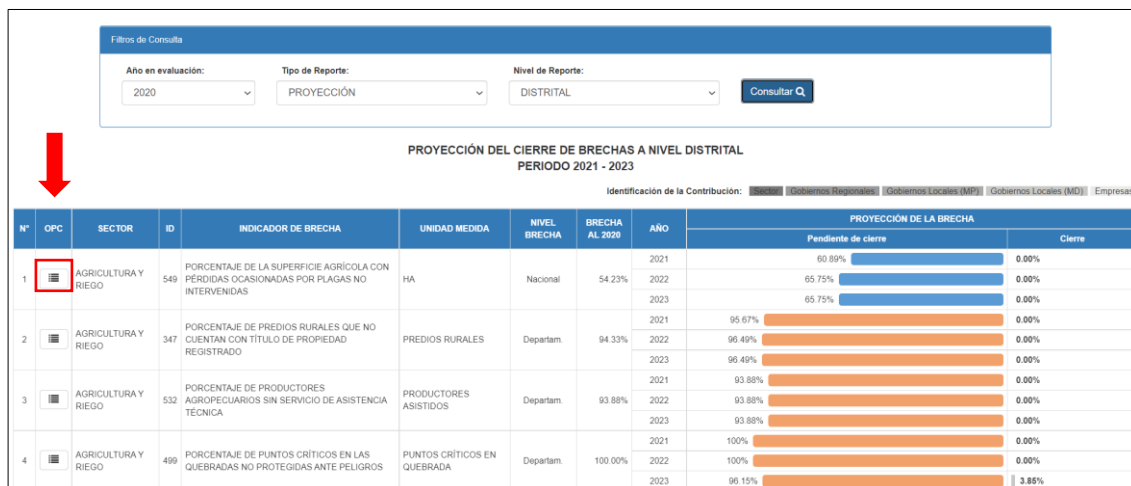 Filtros de Consulta
Año en evaluación: Tipo de Reporte: Nivel de Reporte:
2020 PROYECCIÓN DISTRITAL Consultar
PROYECCIÓN DEL CIERRE DE BRECHAS A NIVEL DISTRITAL
PERIODO 2021 - 2023
Identificación de la Contribución: Sector Gobiernos Regionales Gobiernos Locales (MP) Gobiernos Locales (MD) Empresas
N° OPC SECTOR ID INDICADOR DE BRECHA UNIDAD MEDIDA NIVEL BRECHA BRECHA AL 2020 AÑO PROYECCIÓN DE LA BRECHA
Pendiente de cierre Cierre
1 AGRICULTURA Y RIEGO 549 PORCENTAJE DE LA SUPERFICIE AGRÍCOLA CON PÉRDIDAS OCASIONADAS POR PLAGAS NO INTERVENIDAS HA Nacional 54.23%
2021 60.89% 0.00%
2022 65.75% 0.00%
2023 65.75% 0.00%
2 AGRICULTURA Y RIEGO 347 PORCENTAJE DE PREDIOS RURALES QUE NO CUENTAN CON TÍTULO DE PROPIEDAD REGISTRADO PREDIOS RURALES Departam. 94.33%
2021 95.67% 0.00%
2022 96.49% 0.00%
2023 96.49% 0.00%
3 AGRICULTURA Y RIEGO 532 PORCENTAJE DE PRODUCTORES AGROPECUARIOS SIN SERVICIO DE ASISTENCIA TÉCNICA PRODUCTORES ASISTIDOS Departam. 93.88%
2021 93.88% 0.00%
2022 93.88% 0.00%
2023 93.88% 0.00%
4 AGRICULTURA Y RIEGO 499 PORCENTAJE DE PUNTOS CRÍTICOS EN LAS QUEBRADAS NO PROTEGIDAS ANTE PELIGROS PUNTOS CRÍTICOS EN QUEBRADA Departam. 100.00%
2021 100% 0.00%
2022 100% 0.00%
2023 96.15% 3.85%